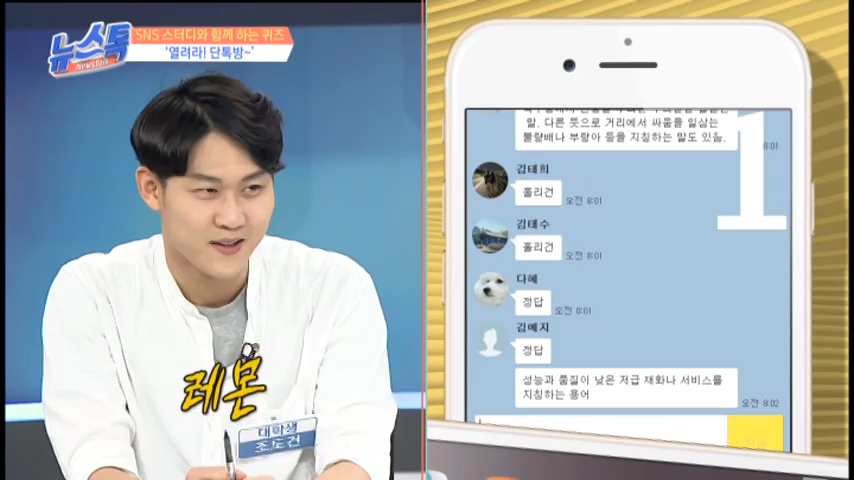 SNS 스터디와 함께 하는 퀴즈
뉴스톡
Newstalk
'열려라! 단톡방~'
말. 다른 뜻으로 거리에서 싸움을 일삼는
불량배나 부랑아 등을 지칭하는 말도 있음.
8:01
1
김태희
훌리건
오전 8:01
김태수
훌리건
오전 8:01
다혜
정답
오전 8:01
김예지
정답
성능과 품질이 낮은 저급 재화나 서비스를
지칭하는 용어
오전 8:02
레몬
대학생
조노건